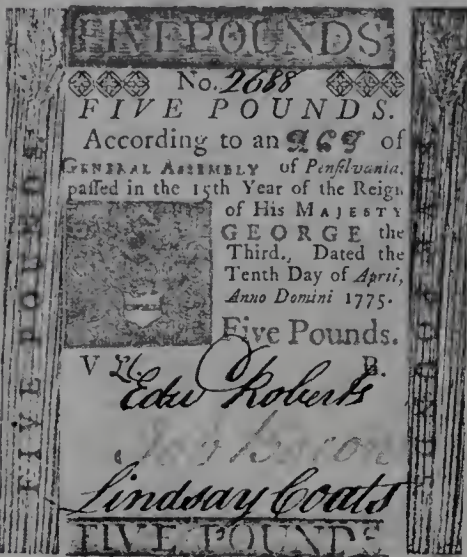 FIVE POUNDS
No. 2688
FIVE POUNDS.
According to an ACT of
GENERAL ASSEMBLY of Penſilvania,
paſſed in the 15th Year of the Reign
of His MAJESTY
GEORGE the
Third., Dated the
Tenth Day of April,
Anno Domini 1775.
Five Pounds.
V £ B.
Edw Roberts
Lindsay Coats
FIVE POUNDS
FIVE POUNDS